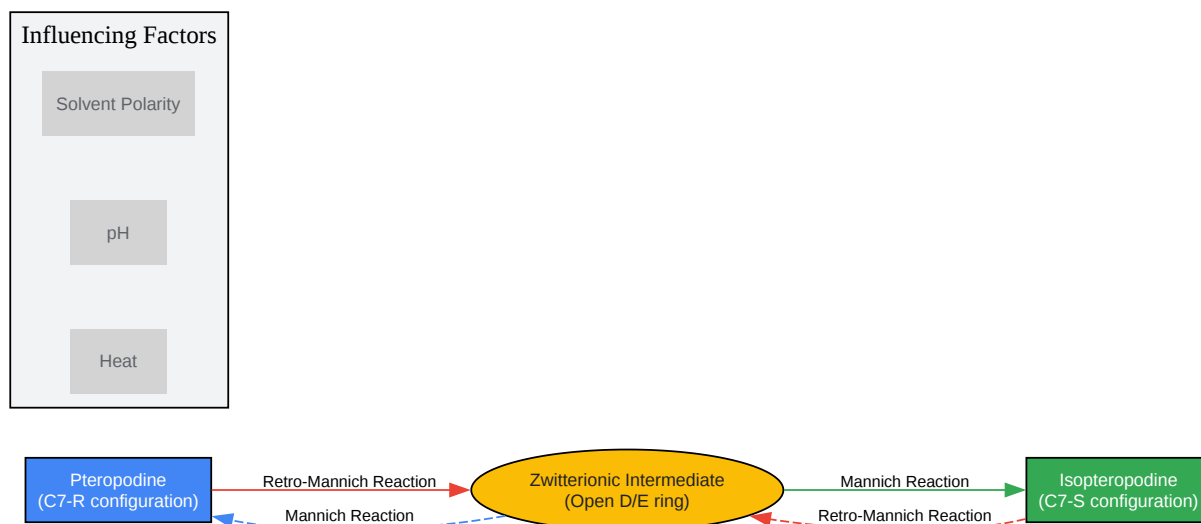 Influencing Factors
Solvent Polarity
pH
Heat
Pteropodine
(C7-R configuration)
Retro-Mannich Reaction
Zwitterionic Intermediate
(Open D/E ring)
Mannich Reaction
Isopteropodine
(C7-S configuration)
Mannich Reaction
Retro-Mannich Reaction